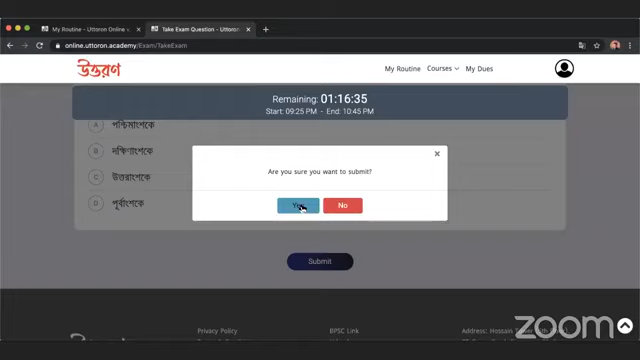 My Routine - Uttoron Online
Take Exam Question - Uttoron
online.uttoron.academy/Exam/TakeExam
উত্তরণ
My Routine Courses My Dues
Remaining: 01:16:35
Start: 09:25 PM - End: 10:45 PM
A পশ্চিমাংশকে
B দক্ষিণাংশকে
C উত্তরাংশকে
D পূর্বাংশকে
×
Are you sure you want to submit?
Yes No
Submit
Privacy Policy BPSC Link Address: Hossain
zoom